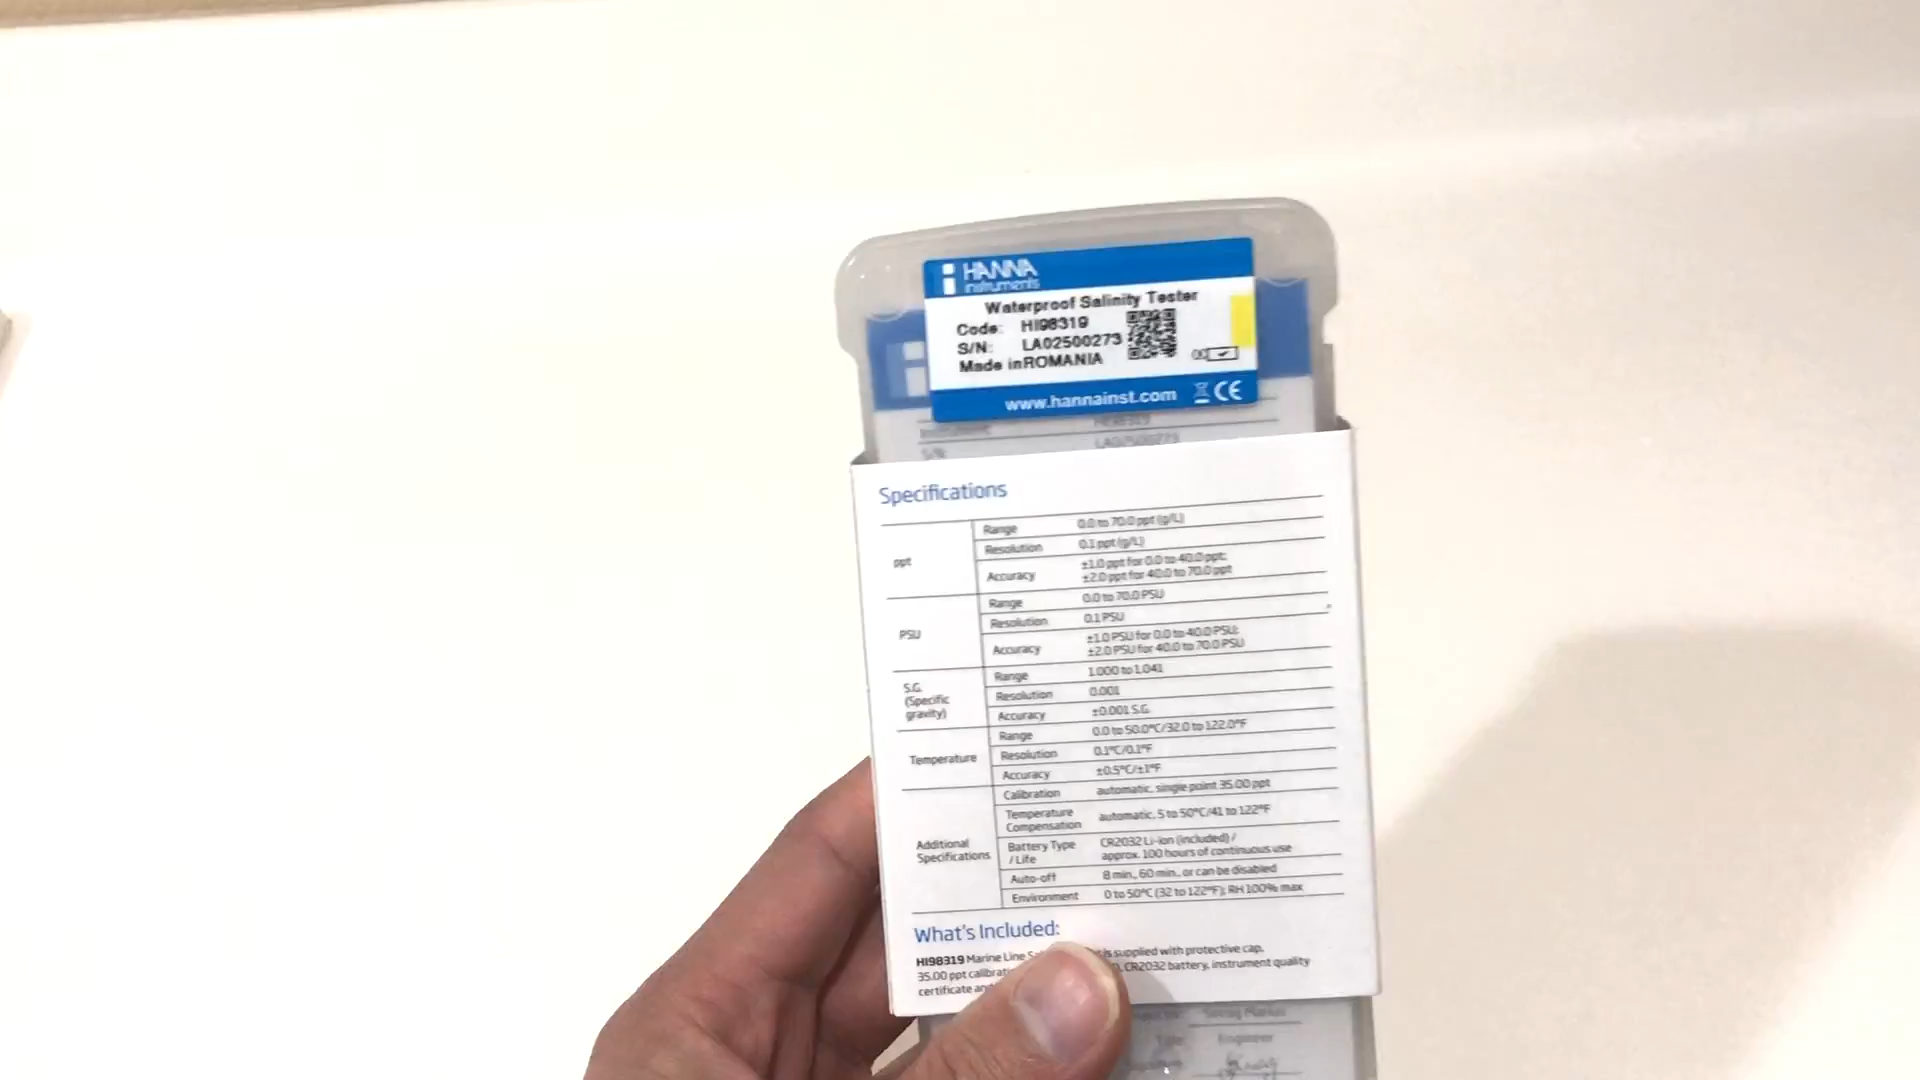 HANNA
instruments
Waterproof Salinity Tester
Code: HI98319
S/N: LA02500273
Made in ROMANIA
www.hannainst.com CE
HI98319
S/N LA02500273
Specifications
ppt
Range 0.0 to 70.0 ppt (g/L)
Resolution 0.1 ppt (g/L)
Accuracy ±1.0 ppt for 0.0 to 40.0 ppt;
±2.0 ppt for 40.0 to 70.0 ppt
PSU
Range 0.0 to 70.0 PSU
Resolution 0.1 PSU
Accuracy ±1.0 PSU for 0.0 to 40.0 PSU;
±2.0 PSU for 40.0 to 70.0 PSU
S.G.
(Specific
gravity)
Range 1.000 to 1.041
Resolution 0.001
Accuracy ±0.001 S.G.
Temperature
Range 0.0 to 50.0°C/32.0 to 122.0°F
Resolution 0.1°C/0.1°F
Accuracy ±0.5°C/±1°F
Additional
Specifications
Calibration automatic, single point 35.00 ppt
Temperature
Compensation automatic, 5 to 50°C/41 to 122°F
Battery Type
/ Life
CR2032 Li-ion (included) /
approx. 100 hours of continuous use
Auto-off 8 min., 60 min., or can be disabled
Environment 0 to 50°C (32 to 122°F); RH 100% max
What's Included:
HI98319 Marine Line is supplied with protective cap,
35.00 ppt CR2032 battery, instrument quality
certificate
Engineer